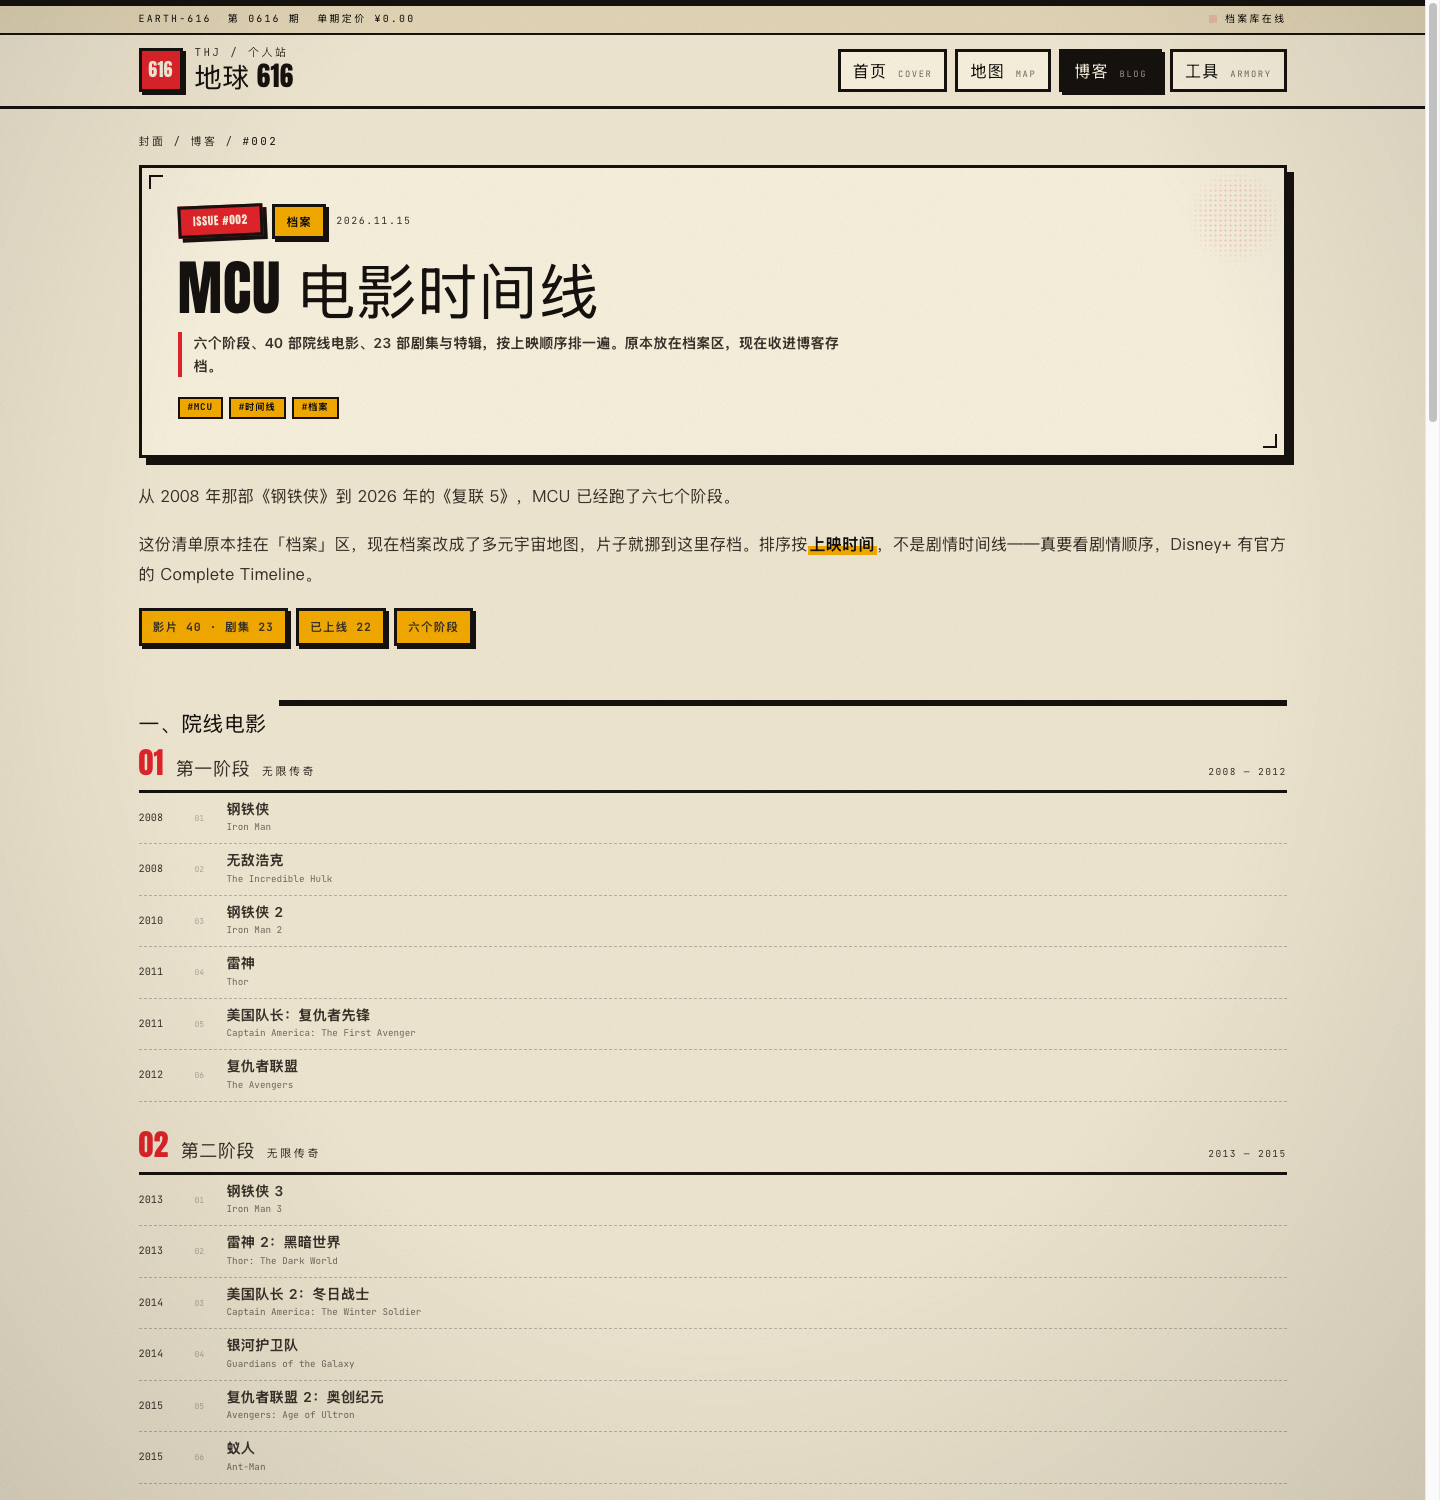 EARTH-616 第 0616 期 单期定价 ¥0.00
档案库在线
616
THJ / 个人站
地球 616
首页 COVER
地图 MAP
博客 BLOG
工具 ARMORY
封面 / 博客 / #002
ISSUE #002
档案
2026.11.15
MCU 电影时间线
六个阶段、40 部院线电影、23 部剧集与特辑，按上映顺序排一遍。原本放在档案区，现在收进博客存
档。
#MCU
#时间线
#档案
从 2008 年那部《钢铁侠》到 2026 年的《复联 5》，MCU 已经跑了六七个阶段。
这份清单原本挂在「档案」区，现在档案改成了多元宇宙地图，片子就挪到这里存档。排序按上映时间，不是剧情时间线——真要看剧情顺序，Disney+ 有官方
的 Complete Timeline。
影片 40 · 剧集 23
已上线 22
六个阶段
一、院线电影
01 第一阶段 无限传奇
2008 — 2012
2008 01 钢铁侠
Iron Man
2008 02 无敌浩克
The Incredible Hulk
2010 03 钢铁侠 2
Iron Man 2
2011 04 雷神
Thor
2011 05 美国队长：复仇者先锋
Captain America: The First Avenger
2012 06 复仇者联盟
The Avengers
02 第二阶段 无限传奇
2013 — 2015
2013 01 钢铁侠 3
Iron Man 3
2013 02 雷神 2：黑暗世界
Thor: The Dark World
2014 03 美国队长 2：冬日战士
Captain America: The Winter Soldier
2014 04 银河护卫队
Guardians of the Galaxy
2015 05 复仇者联盟 2：奥创纪元
Avengers: Age of Ultron
2015 06 蚁人
Ant-Man